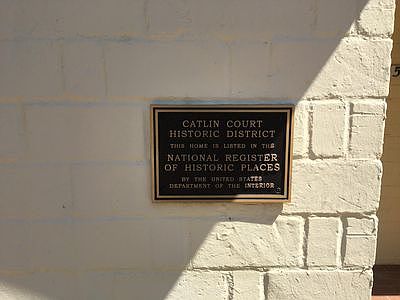 CATLIN COURT
HISTORIC DISTRICT
THIS HOME IS LISTED IN THE
NATIONAL REGISTER
OF HISTORIC PLACES
BY THE UNITED STATES
DEPARTMENT OF THE INTERIOR
5